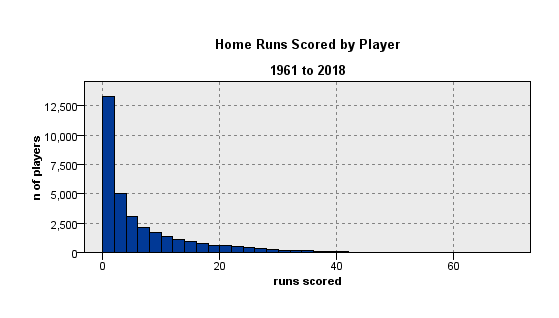 Home Runs Scored by Player
1961 to 2018
n of players
12,500
10,000
7,500
5,000
2,500
0
0 20 40 60
runs scored